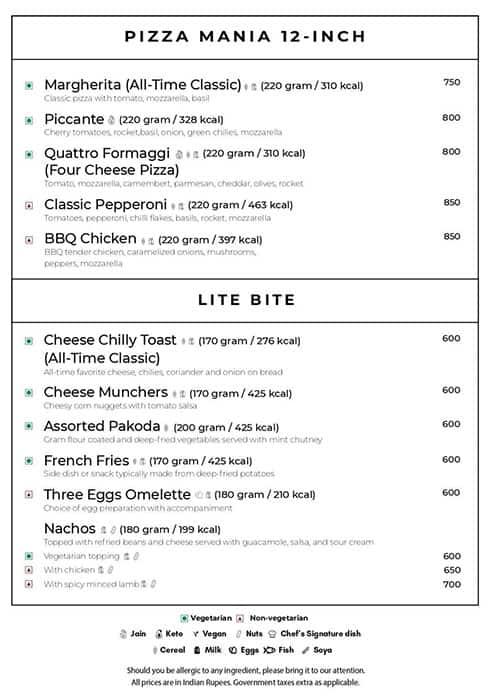 PIZZA MANIA 12-INCH
Margherita (All-Time Classic) (220 gram / 310 kcal) 750
Classic pizza with tomato, mozzarella, basil
Piccante (220 gram / 328 kcal) 800
Cherry tomatoes, rocket,basil, onion, green chilies, mozzarella
Quattro Formaggi (220 gram / 310 kcal) 800
(Four Cheese Pizza)
Tomato, mozzarella, camembert, parmesan, cheddar, olives, rocket
Classic Pepperoni (220 gram / 463 kcal) 850
Tomatoes, pepperoni, chilli flakes, basils, rocket, mozzarella
BBQ Chicken (220 gram / 397 kcal) 850
BBQ tender chicken, caramelized onions, mushrooms,
peppers, mozzarella
LITE BITE
Cheese Chilly Toast (170 gram / 276 kcal) 600
(All-Time Classic)
All-time favorite cheese, chilies, coriander and onion on bread
Cheese Munchers (170 gram / 425 kcal) 600
Cheesy corn nuggets with tomato salsa
Assorted Pakoda (200 gram / 425 kcal) 600
Gram flour coated and deep-fried vegetables served with mint chutney
French Fries (170 gram / 425 kcal) 600
Side dish or snack typically made from deep-fried potatoes
Three Eggs Omelette (180 gram / 210 kcal) 600
Choice of egg preparation with accompaniment
Nachos (180 gram / 199 kcal)
Topped with refried beans and cheese served with guacamole, salsa, and sour cream
Vegetarian topping 600
With chicken 650
With spicy minced lamb 700
Vegetarian Non-vegetarian
Jain Keto Vegan Nuts Chef's Signature dish
Cereal Milk Eggs Fish Soya
Should you be allergic to any ingredient, please bring it to our attention.
All prices are in Indian Rupees. Government taxes extra as applicable.